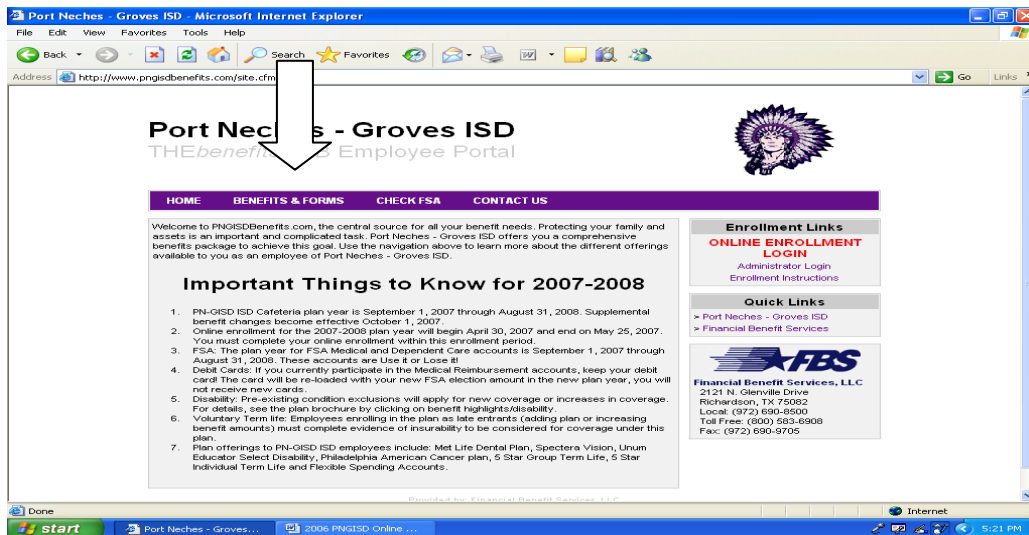 Port Neches - Groves ISD - Microsoft Internet Explorer
File Edit View Favorites Tools Help
Back Search Favorites
Address http://www.pngisdbenefits.com/site.cfm Go Links
Port Neches - Groves ISD
THEbenefits Employee Portal
HOME BENEFITS & FORMS CHECK FSA CONTACT US
Welcome to PNGISDBenefits.com, the central source for all your benefit needs. Protecting your family and
assets is an important and complicated task. Port Neches - Groves ISD offers you a comprehensive
benefits package to achieve this goal. Use the navigation above to learn more about the different offerings
available to you as an employee of Port Neches - Groves ISD.
Important Things to Know for 2007-2008
1. PN-GISD ISD Cafeteria plan year is September 1, 2007 through August 31, 2008. Supplemental
benefit changes become effective October 1, 2007.
2. Online enrollment for the 2007-2008 plan year will begin April 30, 2007 and end on May 25, 2007.
You must complete your online enrollment within this enrollment period.
3. FSA: The plan year for FSA Medical and Dependent Care accounts is September 1, 2007 through
August 31, 2008. These accounts are Use it or Lose it!
4. Debit Cards: If you currently participate in the Medical Reimbursement accounts, keep your debit
card! The card will be re-loaded with your new FSA election amount in the new plan year, you will
not receive new cards.
5. Disability: Pre-existing condition exclusions will apply for new coverage or increases in coverage.
For details, see the plan brochure by clicking on benefit highlights/disability.
6. Voluntary Term life: Employees enrolling in the plan as late entrants (adding plan or increasing
benefit amounts) must complete evidence of insurability to be considered for coverage under this
plan.
7. Plan offerings to PN-GISD ISD employees include: Met Life Dental Plan, Spectera Vision, Unum
Educator Select Disability, Philadelphia American Cancer plan, 5 Star Group Term Life, 5 Star
Individual Term Life and Flexible Spending Accounts.
Enrollment Links
ONLINE ENROLLMENT
LOGIN
Administrator Login
Enrollment Instructions
Quick Links
» Port Neches - Groves ISD
» Financial Benefit Services
FBS
Financial Benefit Services, LLC
2121 N. Glenville Drive
Richardson, TX 75082
Local: (972) 690-8500
Toll Free: (800) 583-6908
Fax: (972) 690-9705
Provided by: Financial Benefit Services, LLC
Done Internet
start Port Neches - Groves... 2006 PNGISD Online ... 5:21 PM